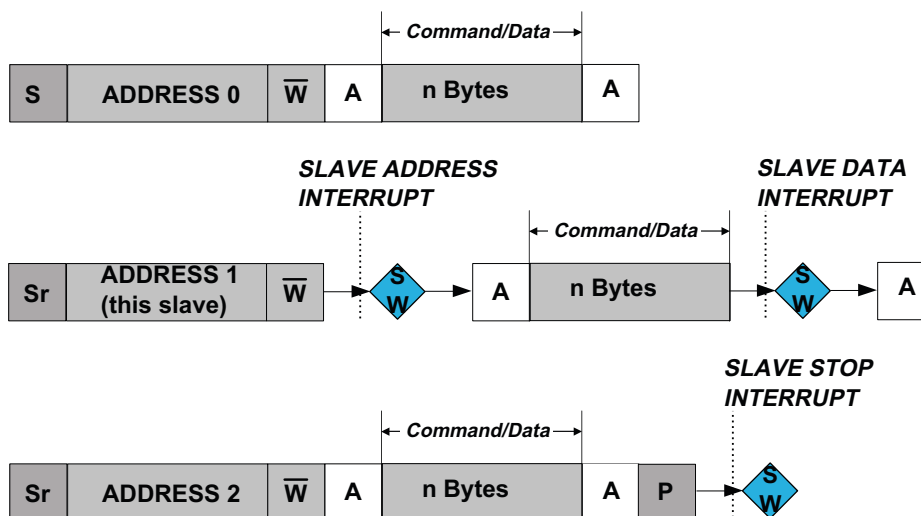 Command/Data
S ADDRESS 0 W̅ A n Bytes A
SLAVE ADDRESS
INTERRUPT
SLAVE DATA
INTERRUPT
Command/Data
Sr ADDRESS 1
(this slave)
W̅ S
W
A n Bytes S
W
A
SLAVE STOP
INTERRUPT
Command/Data
Sr ADDRESS 2 W̅ A n Bytes A P S
W